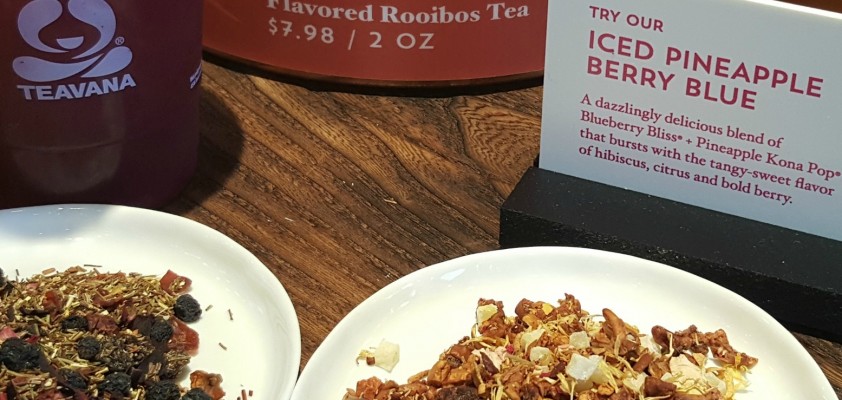 TEAVANA
Flavored Rooibos Tea
$7.98 / 2 OZ
TRY OUR
ICED PINEAPPLE
BERRY BLUE
A dazzlingly delicious blend of
Blueberry Bliss® + Pineapple Kona Pop®
that bursts with the tangy-sweet flavor
of hibiscus, citrus and bold berry.